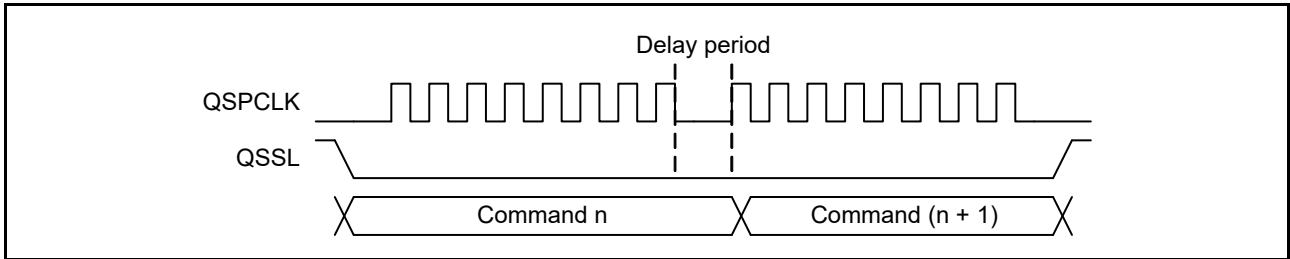 Delay period
QSPCLK
QSSL
Command n
Command (n + 1)